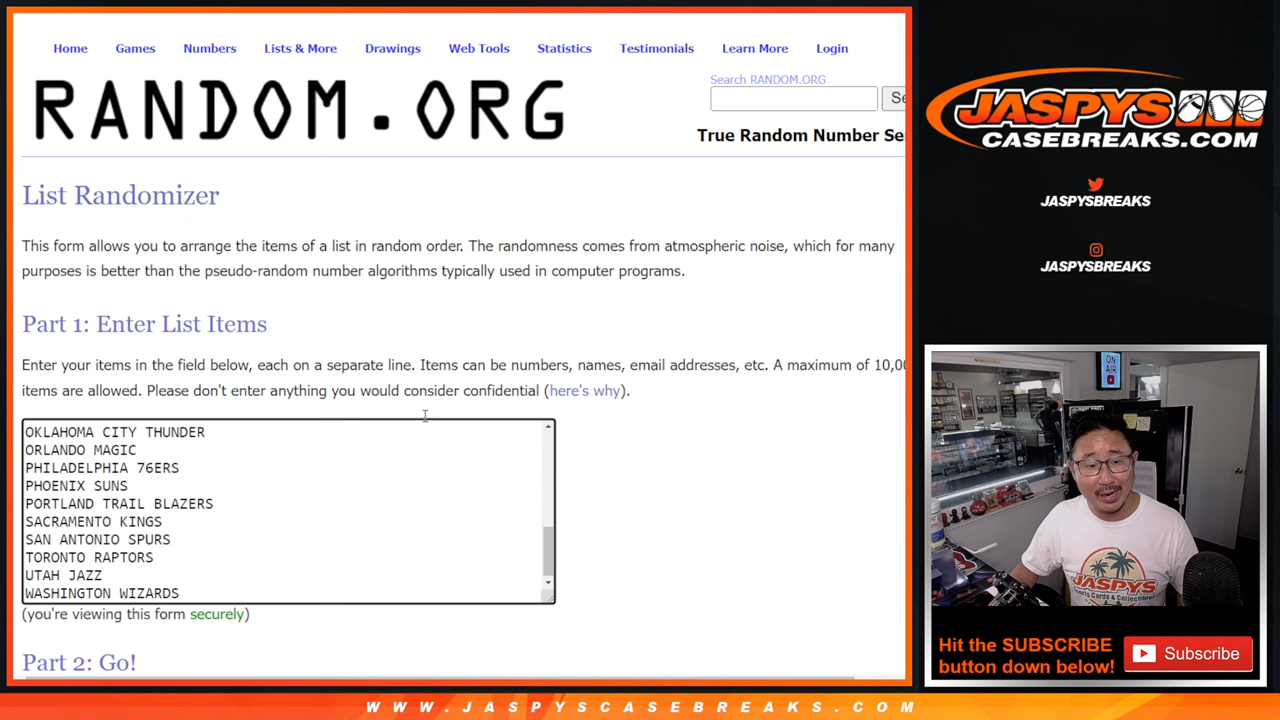 Home Games Numbers Lists & More Drawings Web Tools Statistics Testimonials Learn More Login
RANDOM.ORG
Search RANDOM.ORG
Se
True Random Number Se
List Randomizer
This form allows you to arrange the items of a list in random order. The randomness comes from atmospheric noise, which for many
purposes is better than the pseudo-random number algorithms typically used in computer programs.
Part 1: Enter List Items
Enter your items in the field below, each on a separate line. Items can be numbers, names, email addresses, etc. A maximum of 10,00
items are allowed. Please don't enter anything you would consider confidential (here's why).
OKLAHOMA CITY THUNDER
ORLANDO MAGIC
PHILADELPHIA 76ERS
PHOENIX SUNS
PORTLAND TRAIL BLAZERS
SACRAMENTO KINGS
SAN ANTONIO SPURS
TORONTO RAPTORS
UTAH JAZZ
WASHINGTON WIZARDS
(you're viewing this form securely)
Part 2: Go!
JASPYS
CASEBREAKS.COM
JASPYSBREAKS
JASPYSBREAKS
ON
AIR
JASPYS
Hit the SUBSCRIBE
button down below!
Subscribe
WWW.JASPYSCASEBREAKS.COM